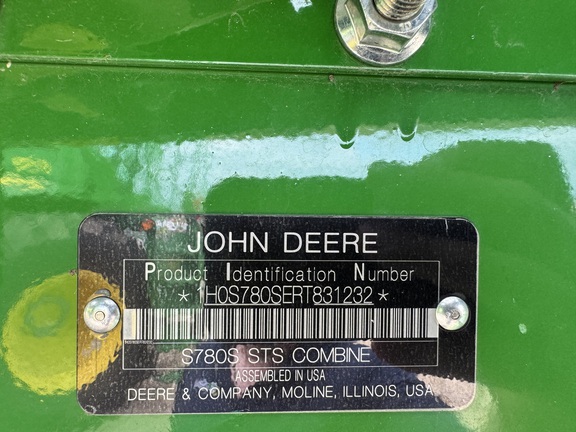 JOHN DEERE
Product Identification Number
*1H0S780SERT831232*
S780S STS COMBINE
ASSEMBLED IN USA
DEERE & COMPANY, MOLINE, ILLINOIS, USA